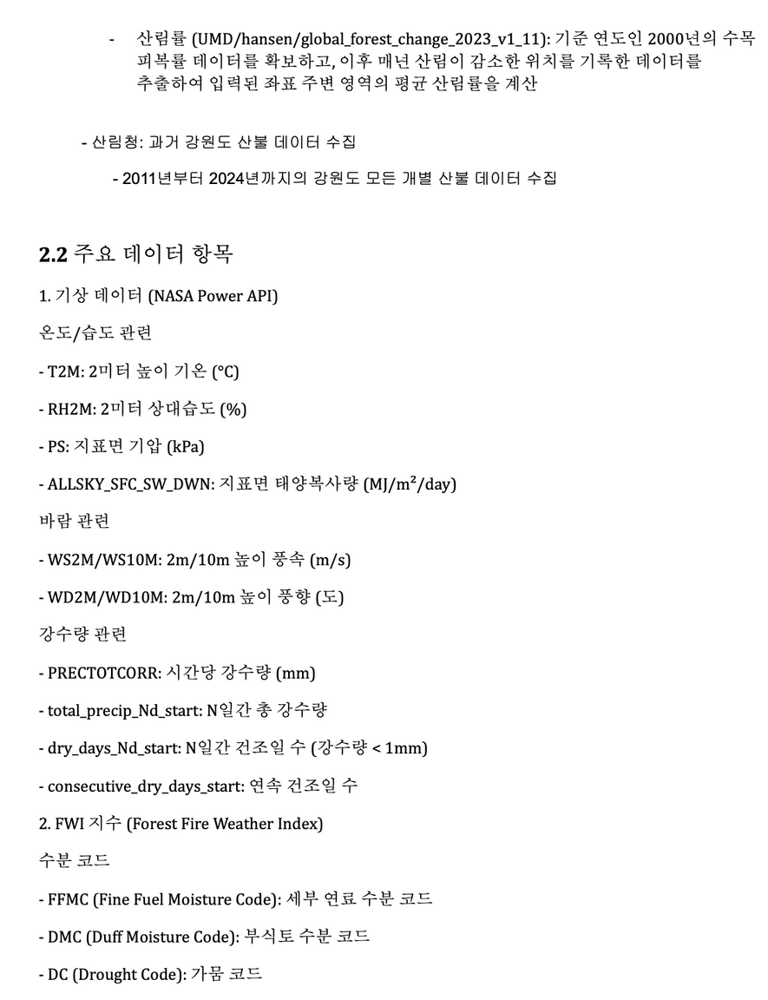 - 산림률 (UMD/hansen/global_forest_change_2023_v1_11): 기준 연도인 2000년의 수목
피복률 데이터를 확보하고, 이후 매년 산림이 감소한 위치를 기록한 데이터를
추출하여 입력된 좌표 주변 영역의 평균 산림률을 계산
- 산림청: 과거 강원도 산불 데이터 수집
- 2011년부터 2024년까지의 강원도 모든 개별 산불 데이터 수집
2.2 주요 데이터 항목
1. 기상 데이터 (NASA Power API)
온도/습도 관련
- T2M: 2미터 높이 기온 (°C)
- RH2M: 2미터 상대습도 (%)
- PS: 지표면 기압 (kPa)
- ALLSKY_SFC_SW_DWN: 지표면 태양복사량 (MJ/m²/day)
바람 관련
- WS2M/WS10M: 2m/10m 높이 풍속 (m/s)
- WD2M/WD10M: 2m/10m 높이 풍향 (도)
강수량 관련
- PRECTOTCORR: 시간당 강수량 (mm)
- total_precip_Nd_start: N일간 총 강수량
- dry_days_Nd_start: N일간 건조일 수 (강수량 < 1mm)
- consecutive_dry_days_start: 연속 건조일 수
2. FWI 지수 (Forest Fire Weather Index)
수분 코드
- FFMC (Fine Fuel Moisture Code): 세부 연료 수분 코드
- DMC (Duff Moisture Code): 부식토 수분 코드
- DC (Drought Code): 가뭄 코드